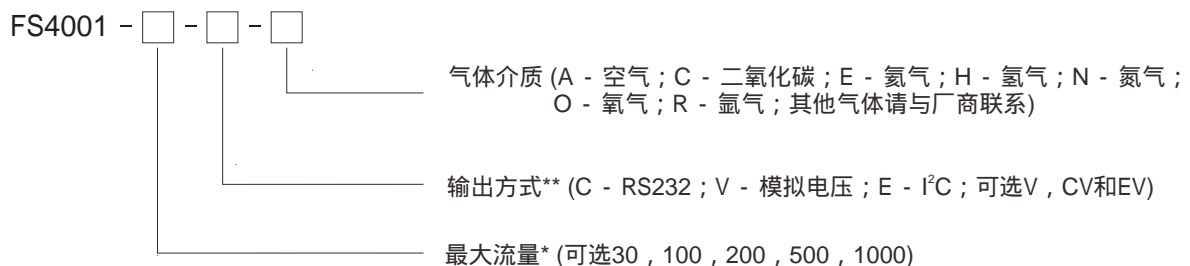 FS4001 - □ - □ - □
气体介质 (A - 空气 ; C - 二氧化碳 ; E - 氦气 ; H - 氢气 ; N - 氮气 ;
O - 氧气 ; R - 氩气 ; 其他气体请与厂商联系)
输出方式** (C - RS232 ; V - 模拟电压 ; E - I²C ; 可选V , CV和EV)
最大流量* (可选30 , 100 , 200 , 500 , 1000)